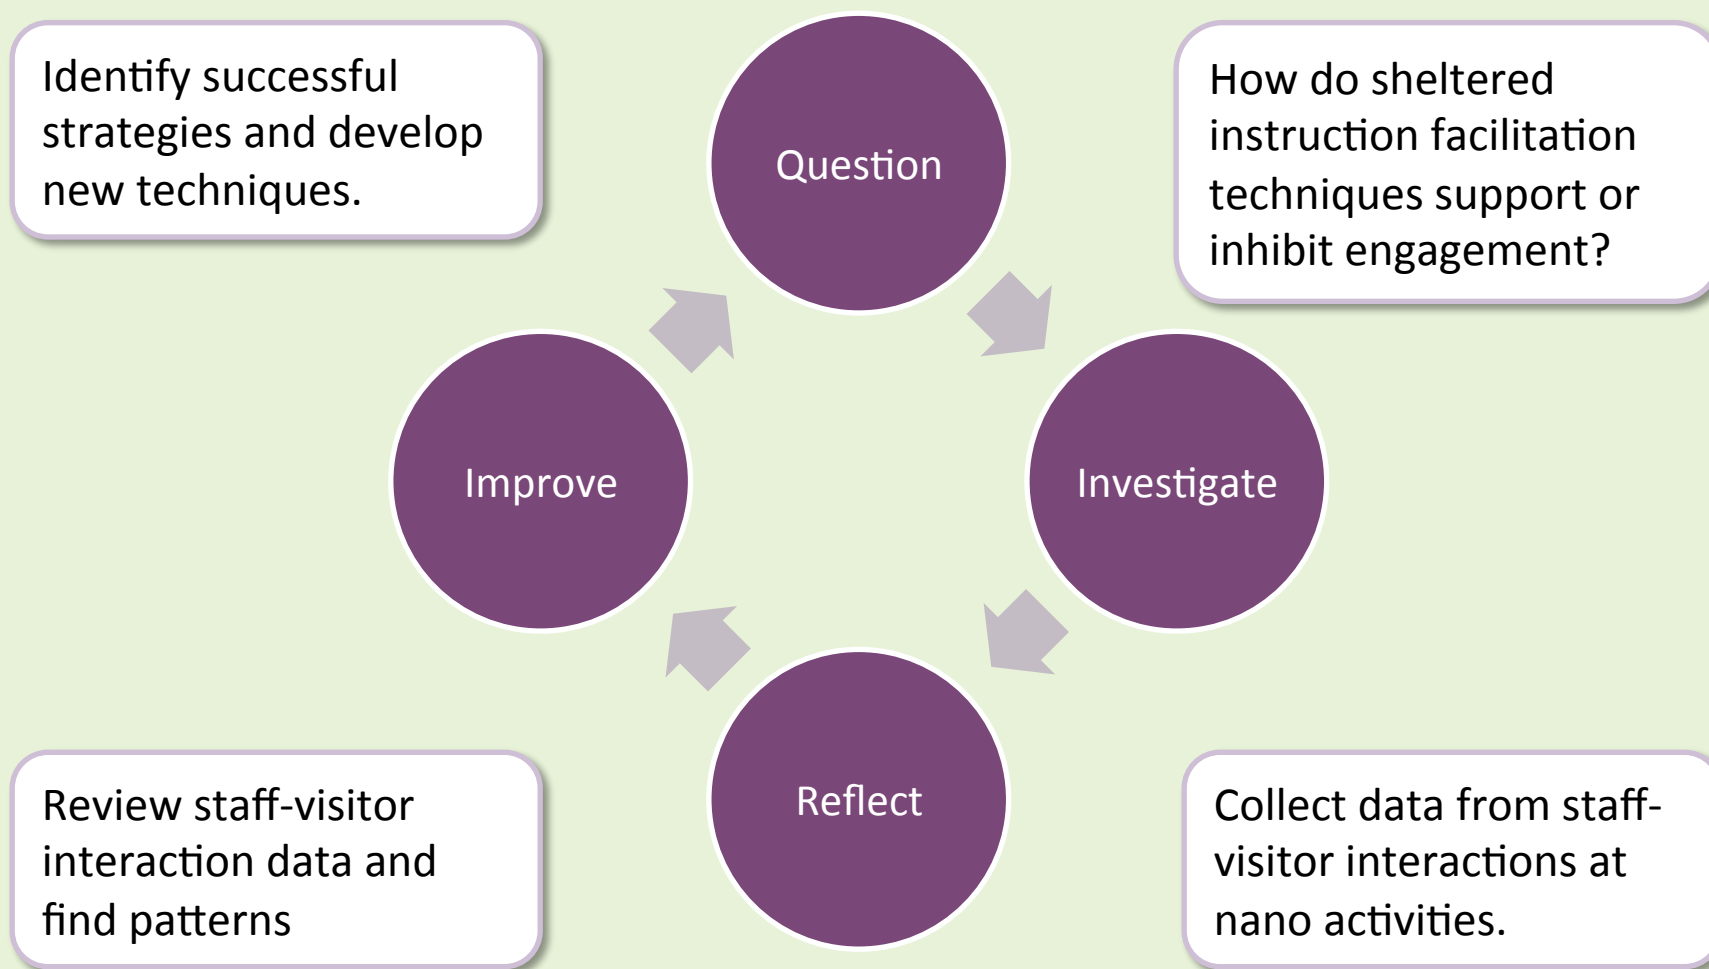 Identify successful
strategies and develop
new techniques.
Question
How do sheltered
instruction facilitation
techniques support or
inhibit engagement?
Improve
Investigate
Reflect
Review staff-visitor
interaction data and
find patterns
Collect data from staff-
visitor interactions at
nano activities.